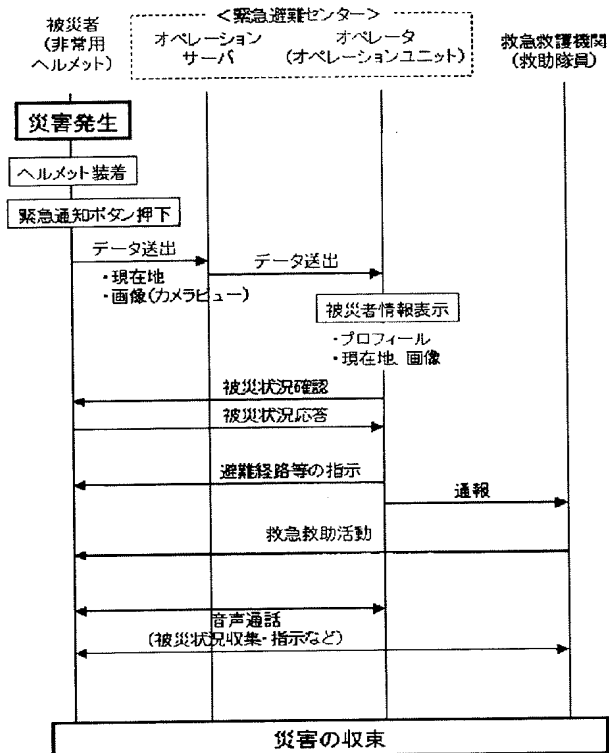 ＜緊急避難センター＞
被災者
(非常用
ヘルメット)
オペレーション
サーバ
オペレータ
(オペレーションユニット)
救急救護機関
(救助隊員)
災害発生
ヘルメット装着
緊急通知ボタン押下
データ送出
・現在地
・画像(カメラビュー)
データ送出
被災者情報表示
・プロフィール
・現在地、画像
被災状況確認
被災状況応答
避難経路等の指示
通報
救急救助活動
音声通話
(被災状況収集・指示など)
災害の収束